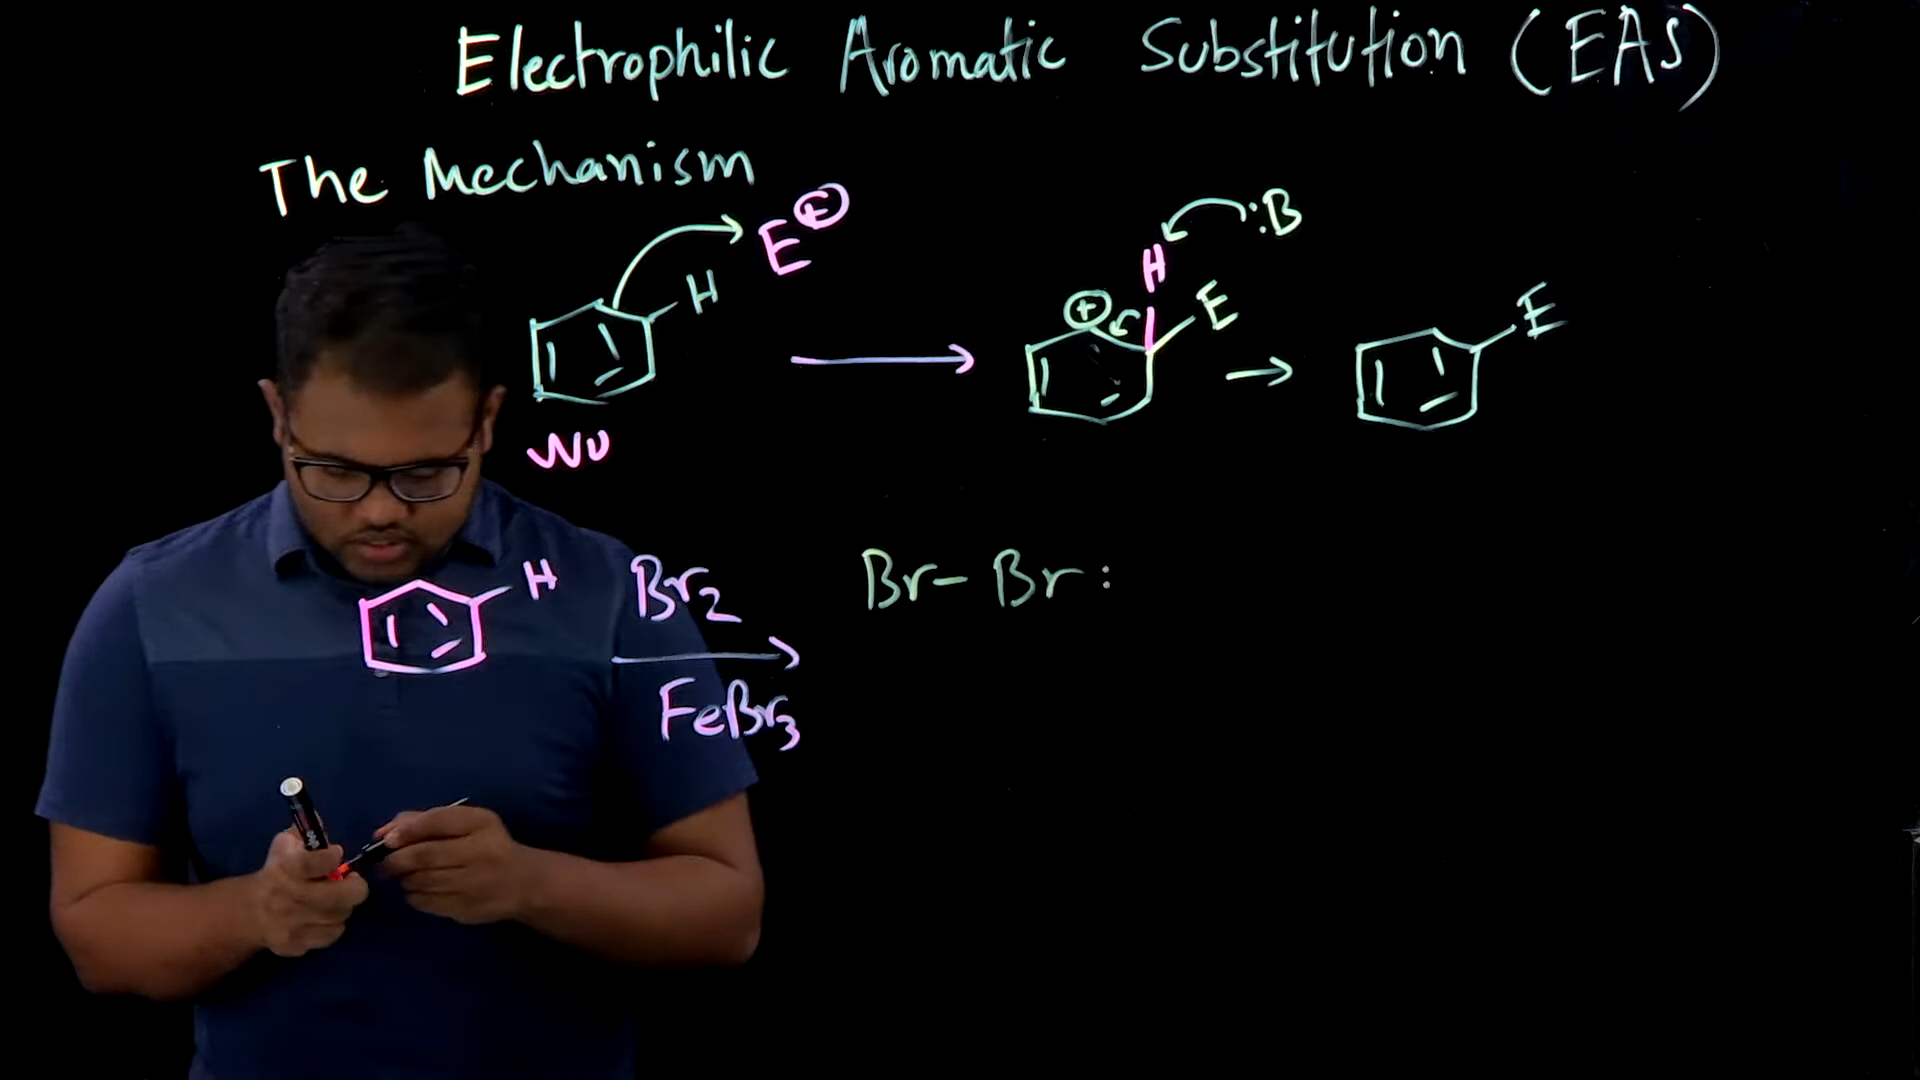 Electrophilic Aromatic Substitution (EAS)
The Mechanism
E⊕
H
:B
H
⊕
E
E
Nu
H
Br2
FeBr3
Br-Br: